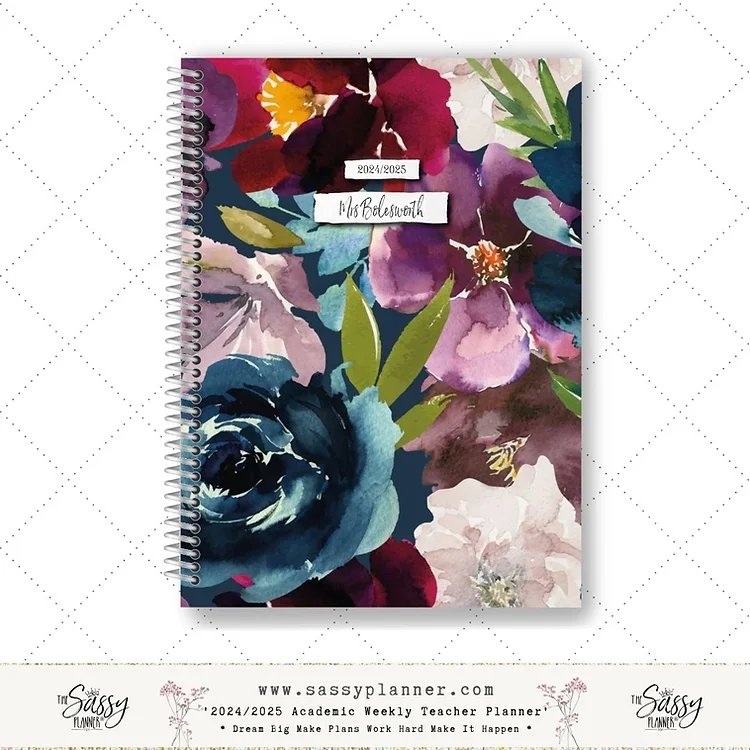 2024/2025
Mrs Bolesworth
THE
Sassy
PLANNER
www.sassyplanner.com
'2024/2025 Academic Weekly Teacher Planner'
* Dream Big Make Plans Work Hard Make It Happen *
THE
Sassy
PLANNER